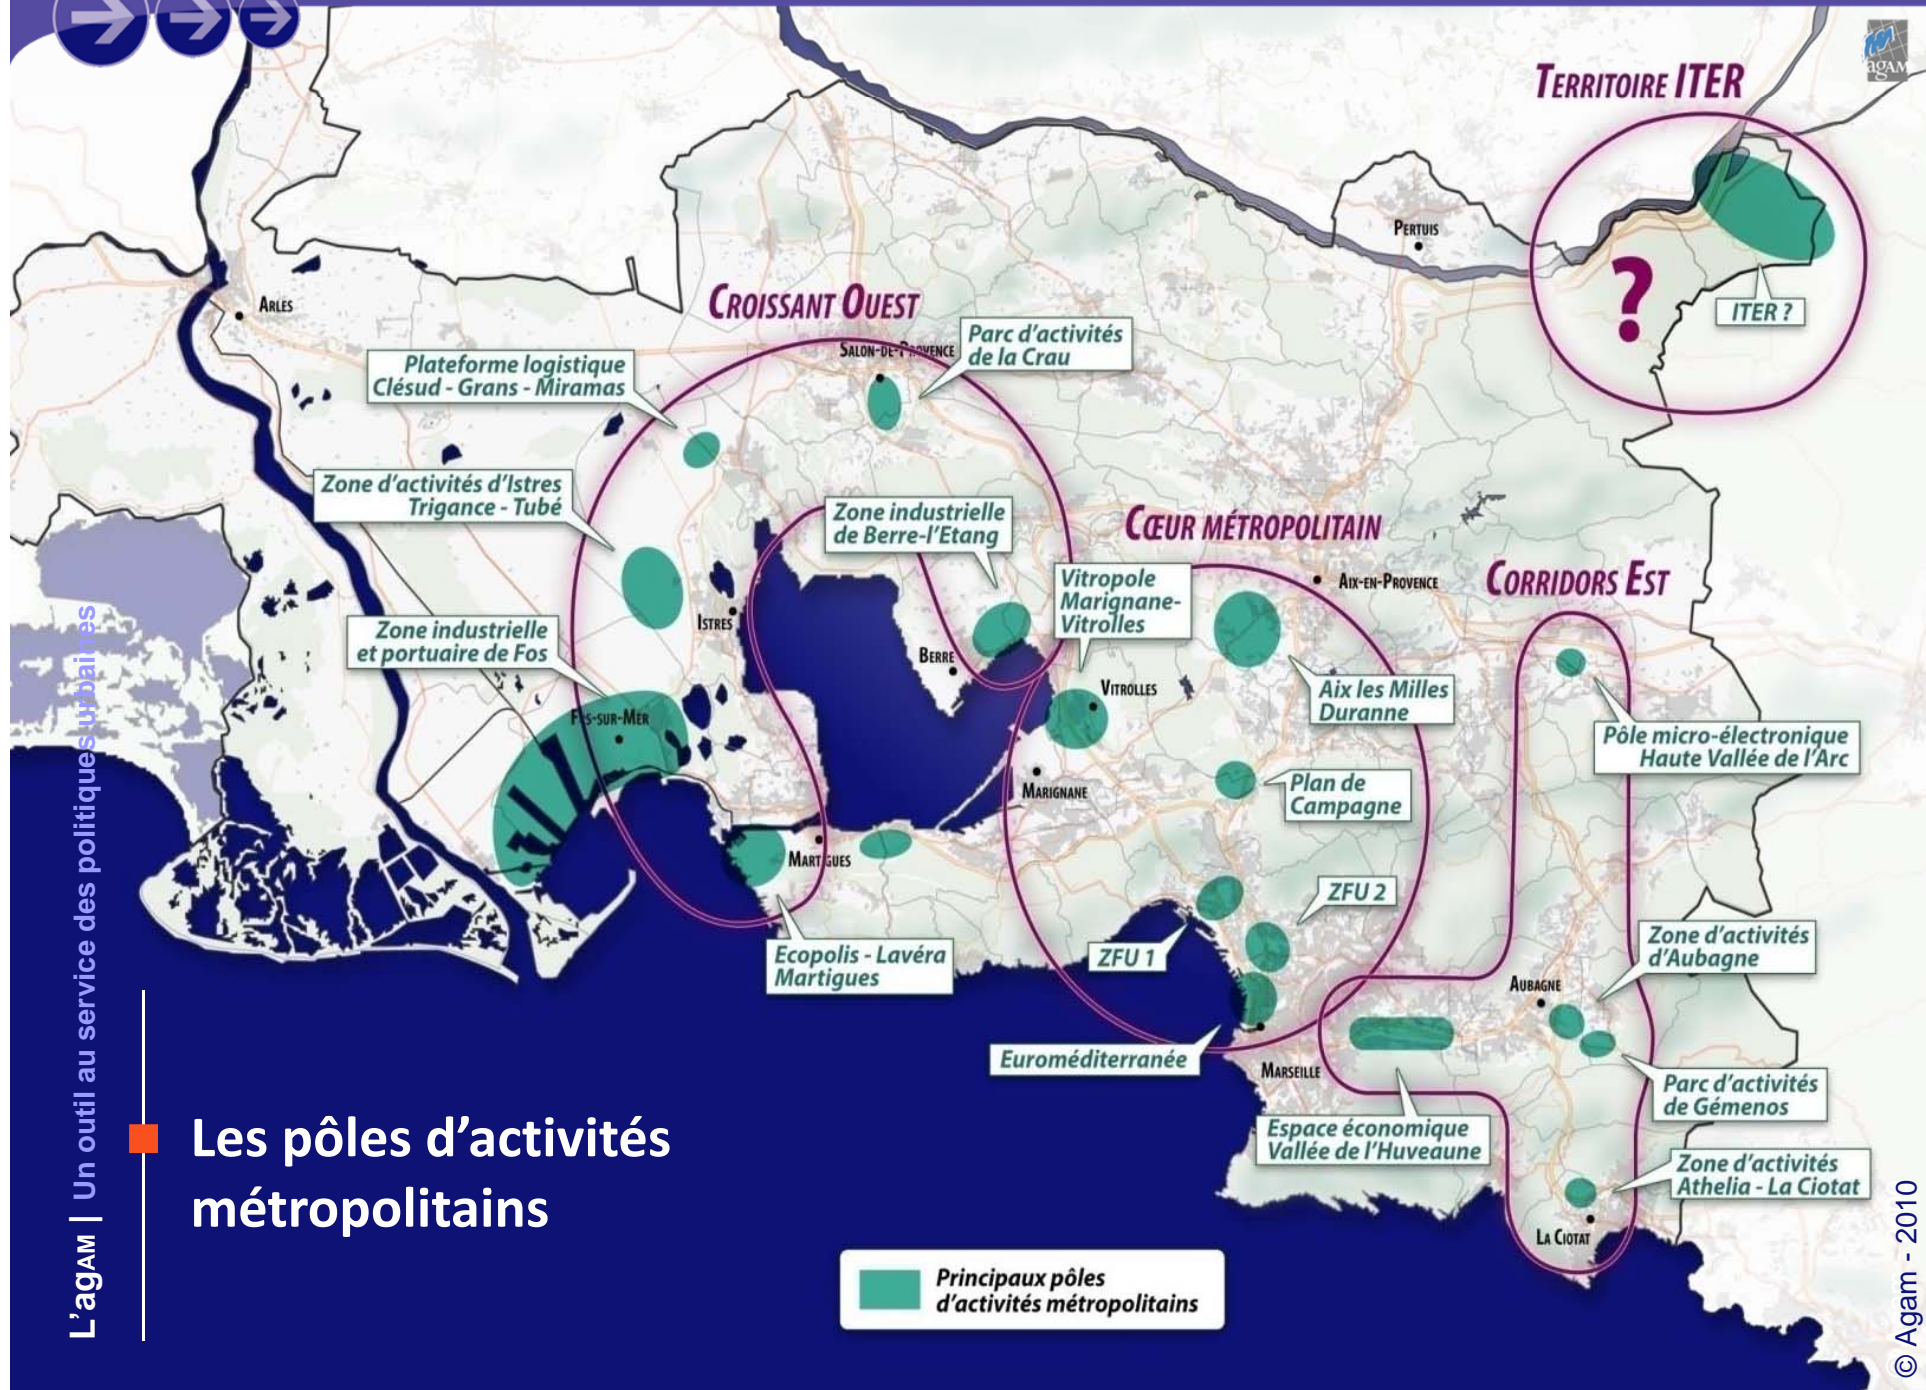 agAM
TERRITOIRE ITER
PERTUIS
?
ITER ?
ARLES
CROISSANT OUEST
SALON-DE-PROVENCE
Parc d'activités
de la Crau
Plateforme logistique
Clésud - Grans - Miramas
Zone d'activités d'Istres
Trigance - Tubé
Zone industrielle
de Berre-l'Etang
CŒUR MÉTROPOLITAIN
AIX-EN-PROVENCE
CORRIDORS EST
Vitropole
Marignane-
Vitrolles
ISTRES
Zone industrielle
et portuaire de Fos
BERRE
VITROLLES
Aix les Milles
Duranne
FOS-SUR-MER
Pôle micro-électronique
Haute Vallée de l'Arc
MARIGNANE
Plan de
Campagne
MARTIGUES
ZFU 2
Ecopolis - Lavéra
Martigues
ZFU 1
Zone d'activités
d'Aubagne
AUBAGNE
Euroméditerranée
MARSEILLE
Parc d'activités
de Gémenos
Espace économique
Vallée de l'Huveaune
Zone d'activités
Athelia - La Ciotat
LA CIOTAT
Les pôles d'activités
métropolitains
Principaux pôles
d'activités métropolitains
L'agAM | Un outil au service des politiques urbaines
© Agam - 2010